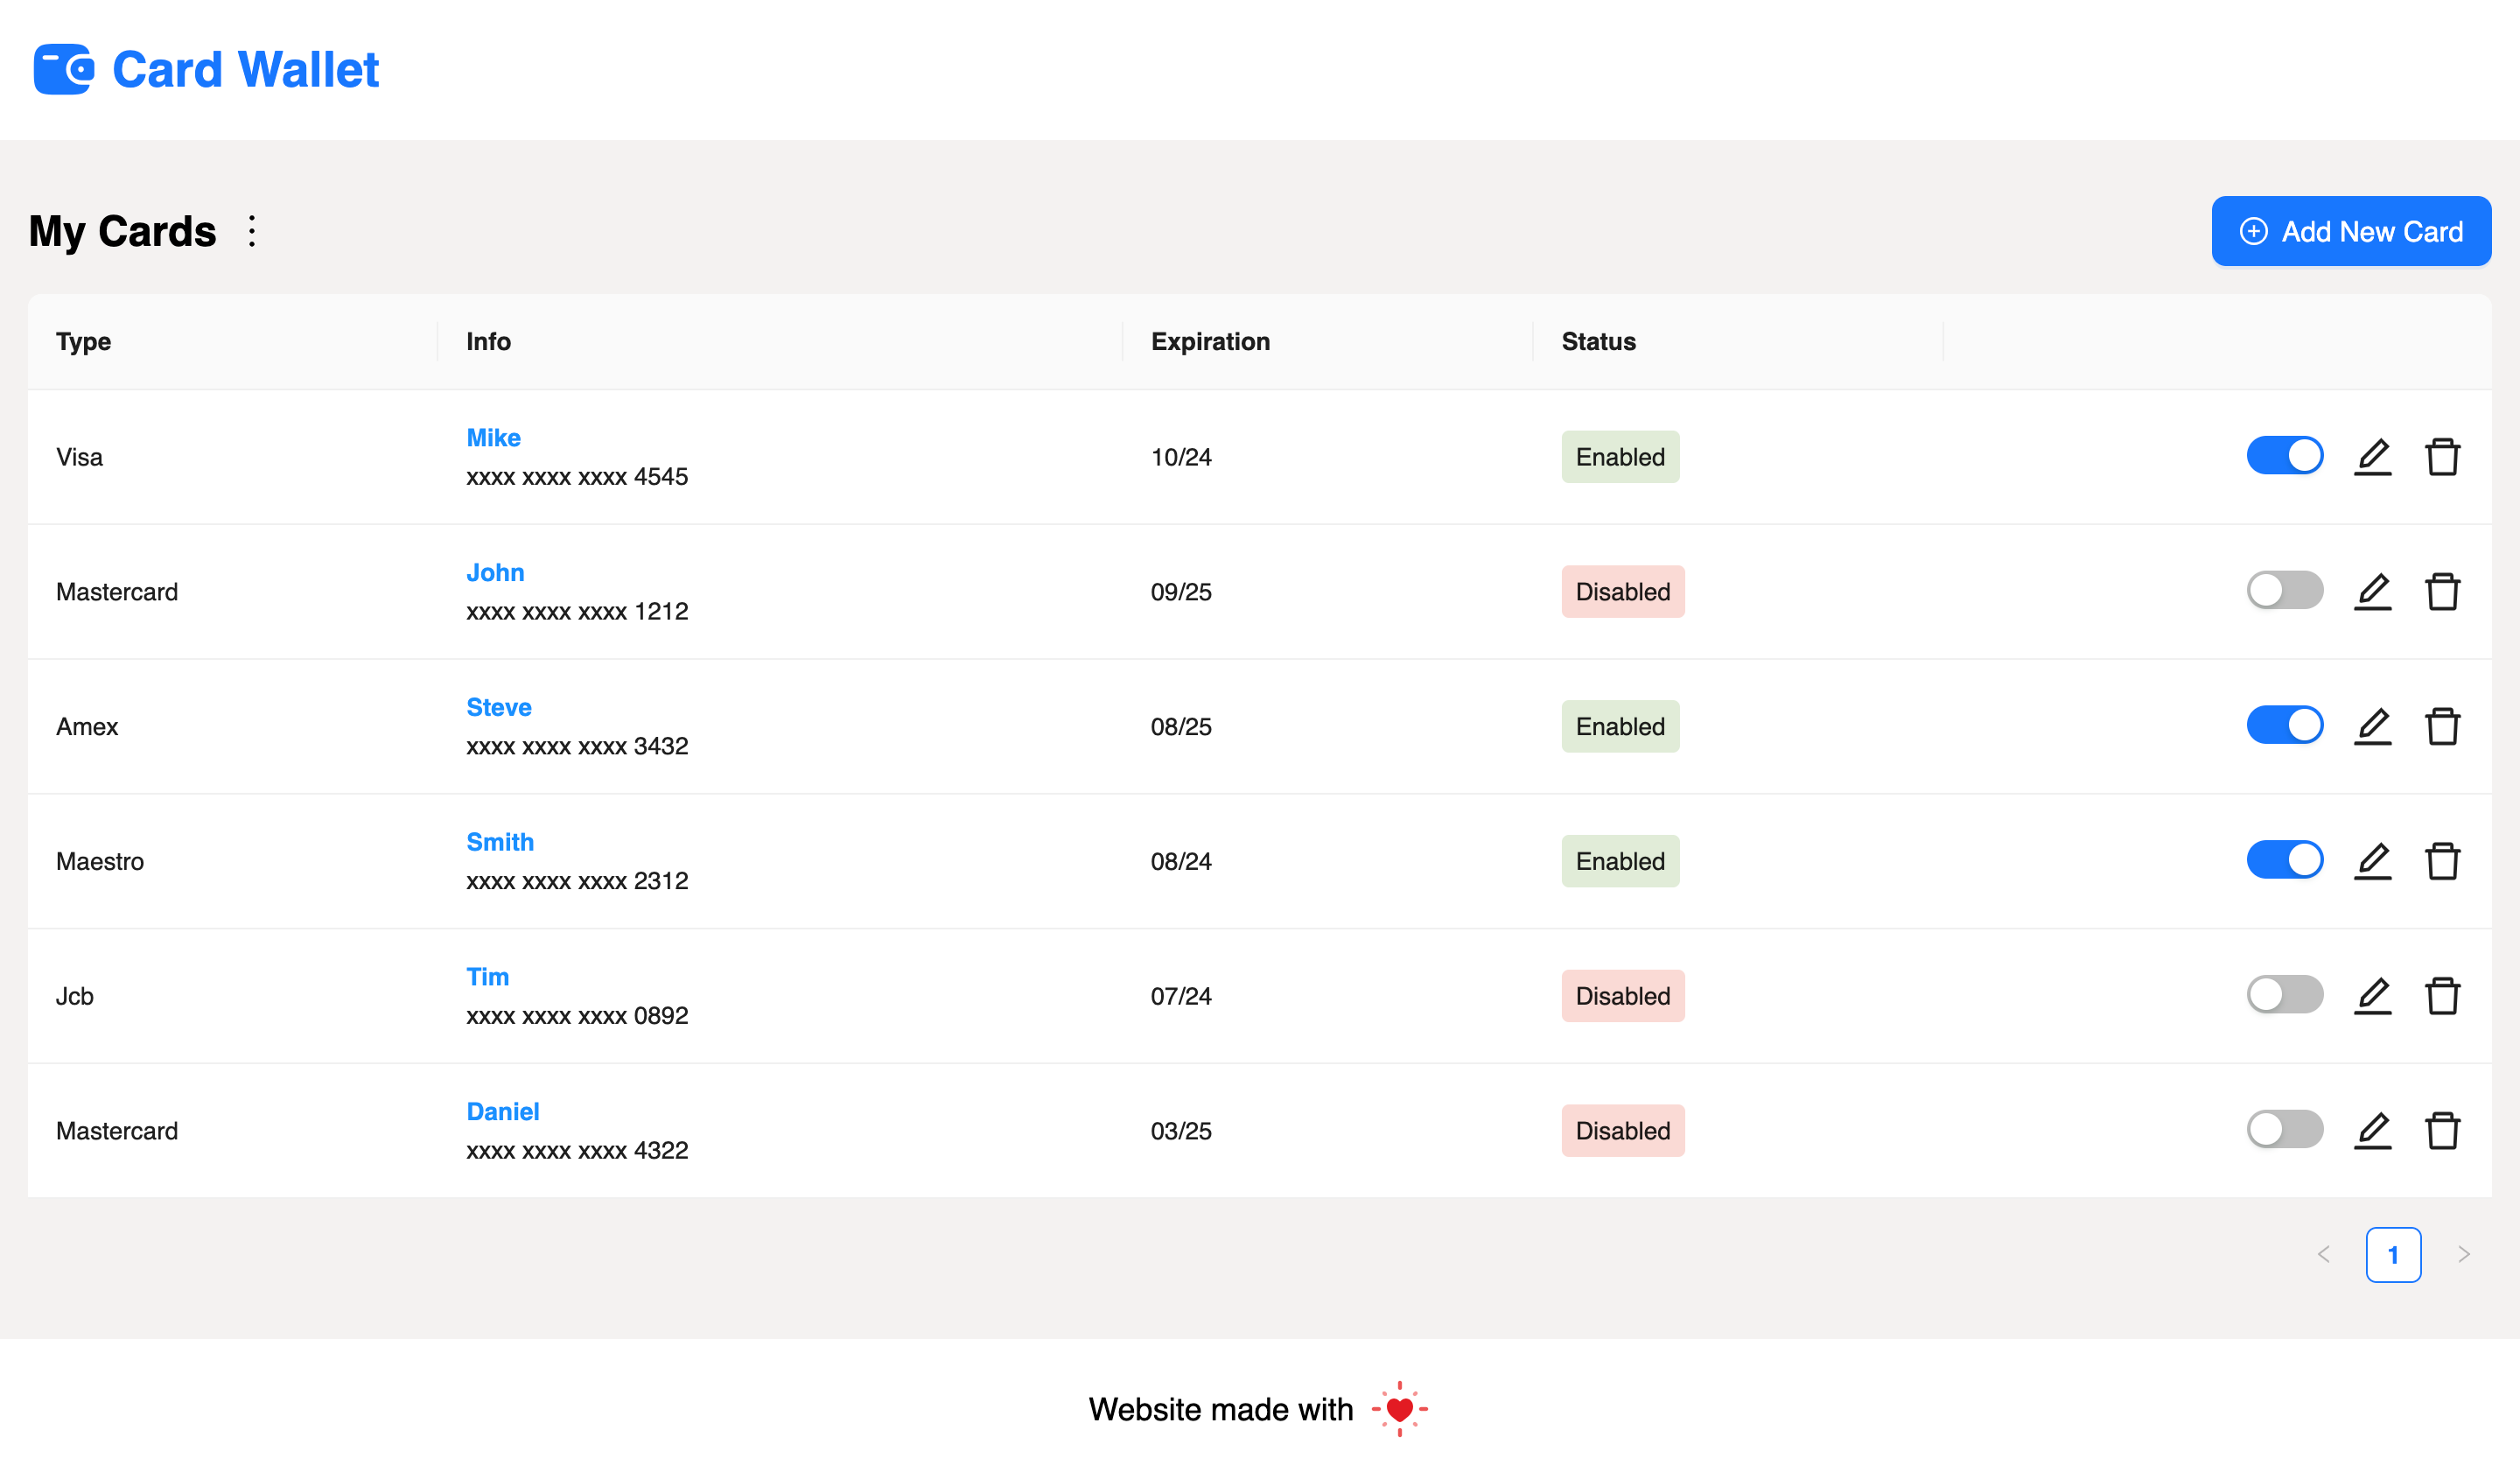 Card Wallet
My Cards
Add New Card
Type Info Expiration Status
Mike
Visa 10/24 Enabled
xxxx xxxx xxxx 4545
John
Mastercard 09/25 Disabled
xxxx xxxx xxxx 1212
Steve
Amex 08/25 Enabled
xxxx xxxx xxxx 3432
Smith
Maestro 08/24 Enabled
xxxx xxxx xxxx 2312
Tim
Jcb 07/24 Disabled
xxxx xxxx xxxx 0892
Daniel
Mastercard 03/25 Disabled
xxxx xxxx xxxx 4322
1
Website made with